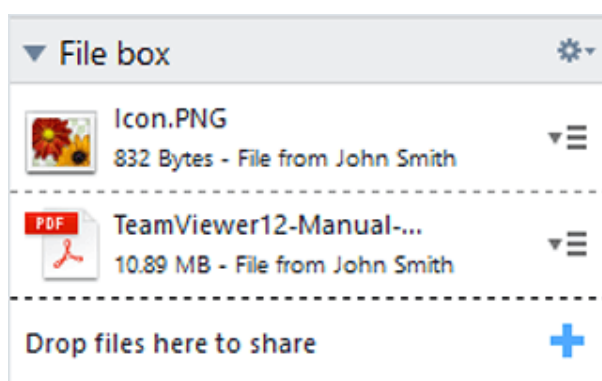 File box
Icon.PNG
832 Bytes - File from John Smith
PDF
TeamViewer12-Manual-...
10.89 MB - File from John Smith
Drop files here to share